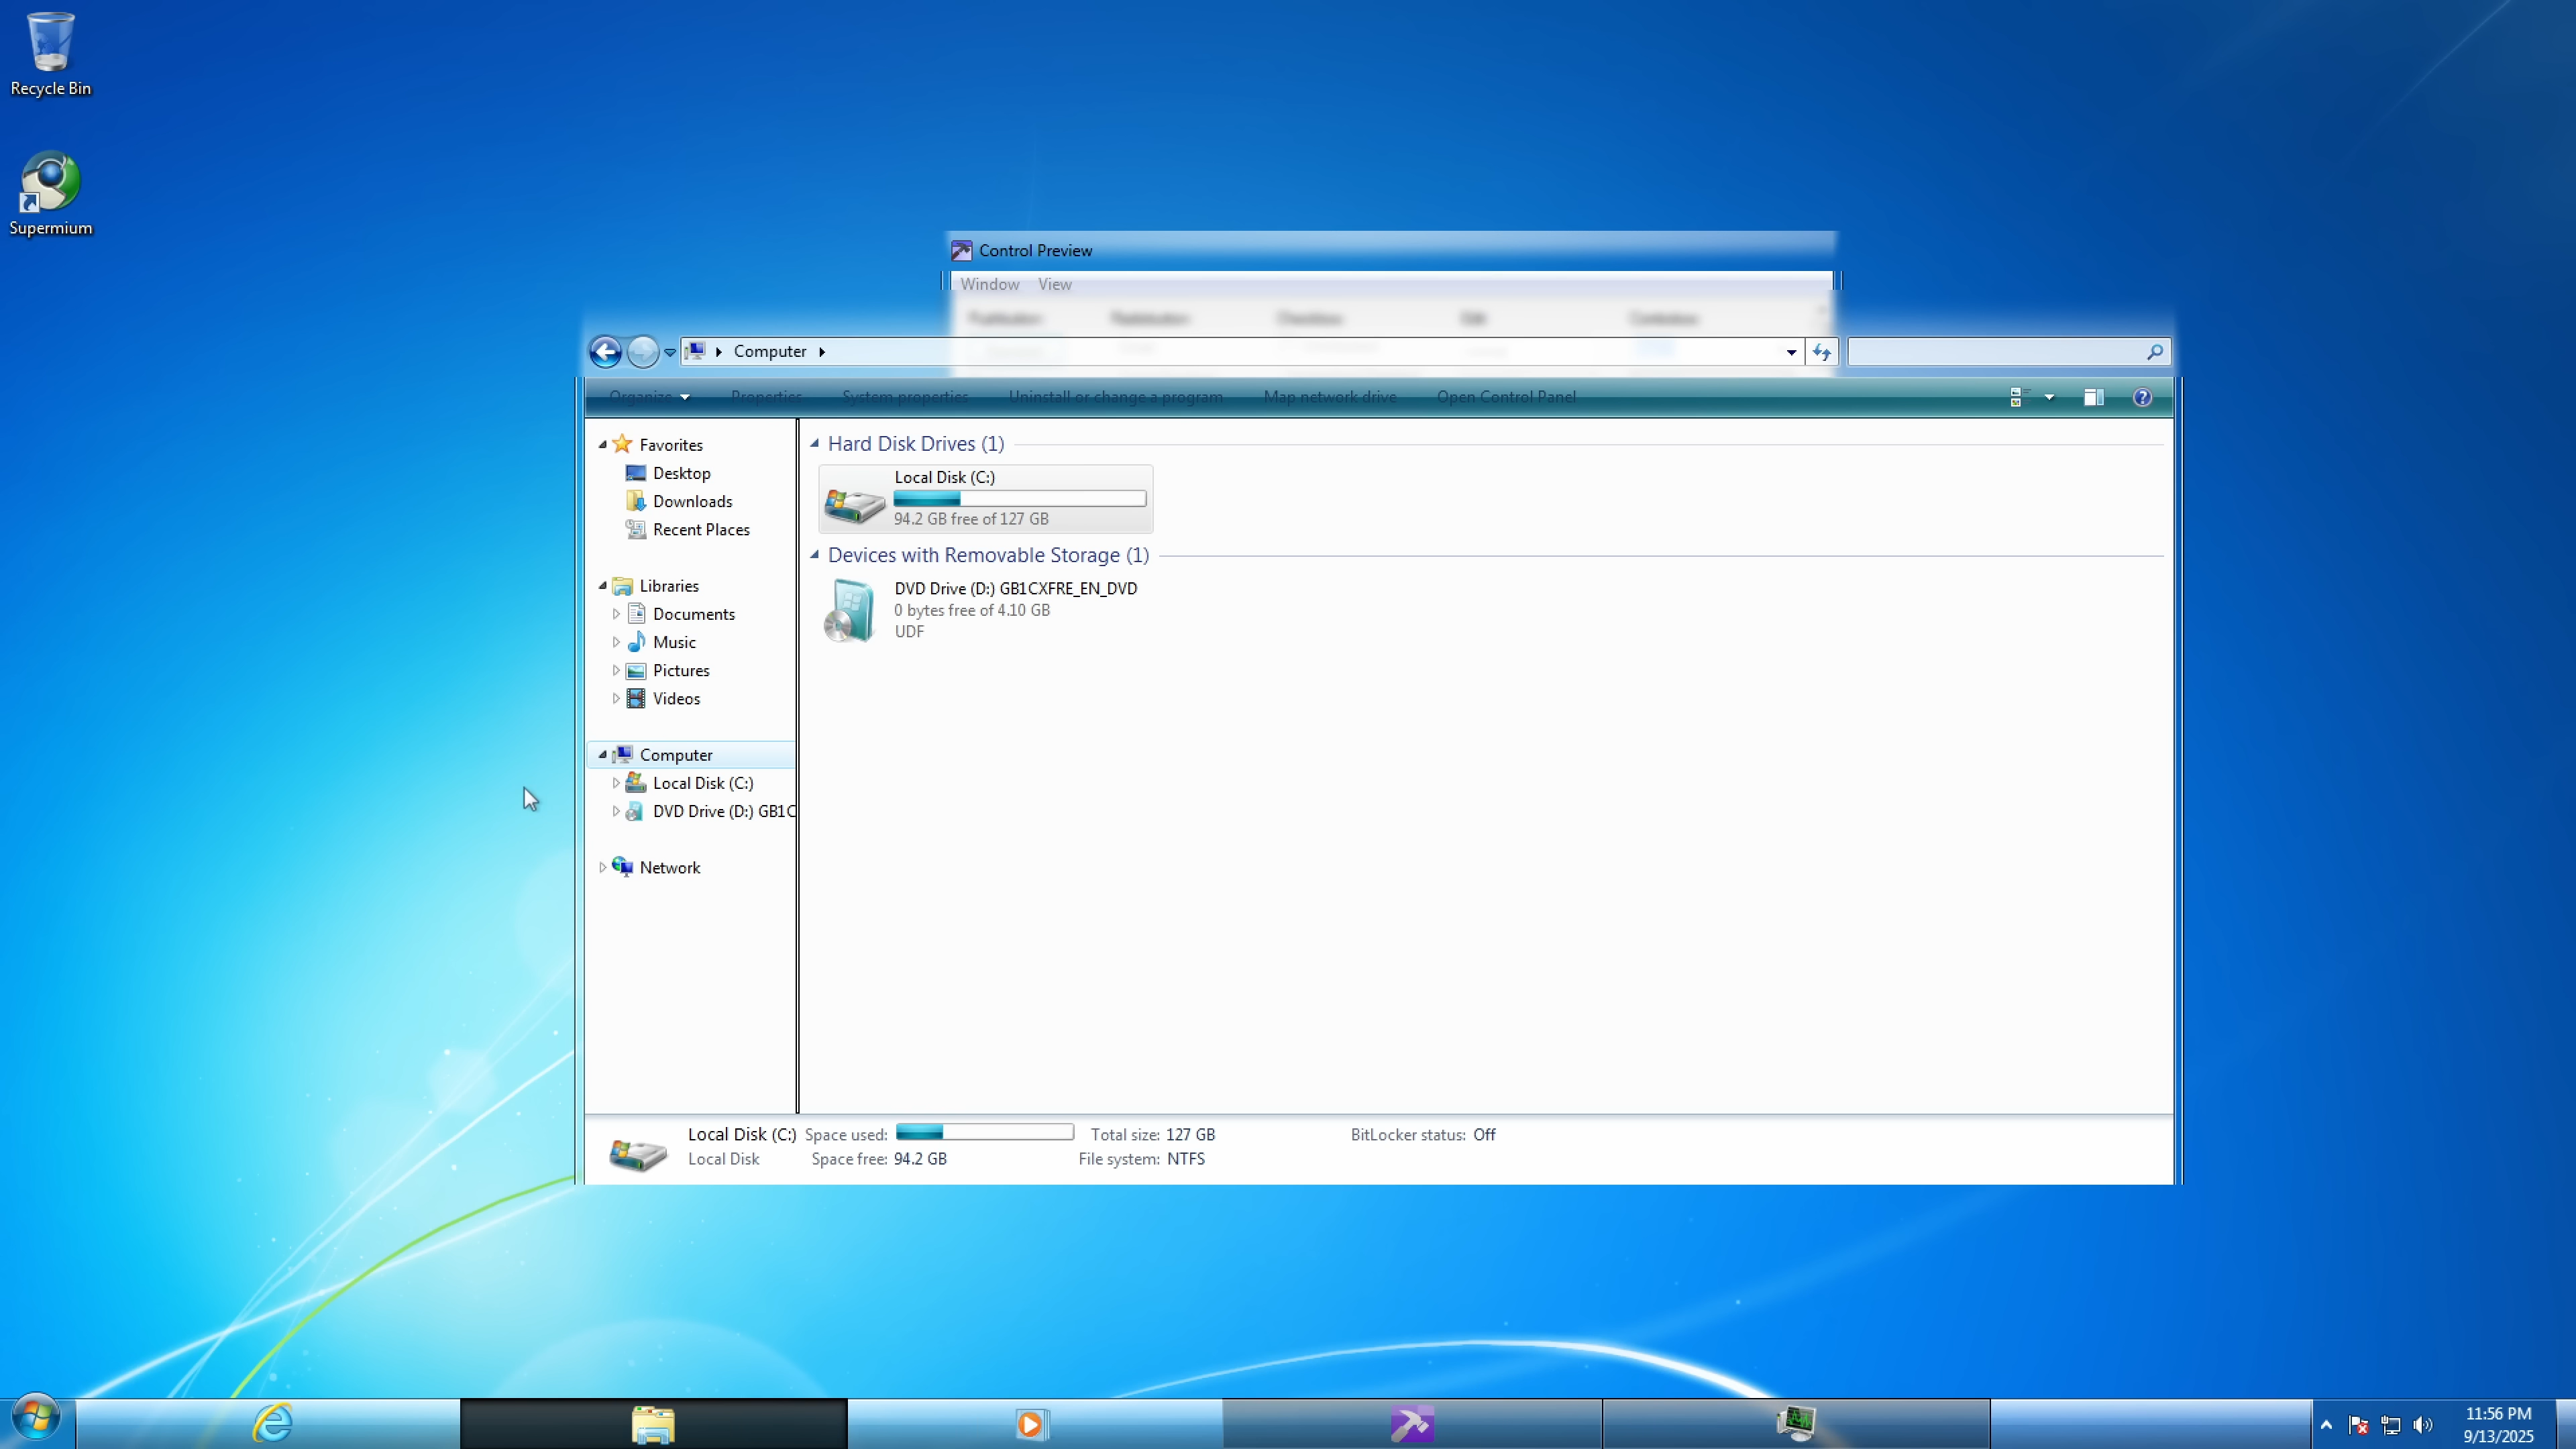 Recycle Bin
Supermium
Control Preview
Window View
Computer
Organize Properties System properties Uninstall or change a program Map network drive Open Control Panel
Favorites
Desktop
Downloads
Recent Places
Libraries
Documents
Music
Pictures
Videos
Computer
Local Disk (C:)
DVD Drive (D:) GB1C
Network
Hard Disk Drives (1)
Local Disk (C:)
94.2 GB free of 127 GB
Devices with Removable Storage (1)
DVD Drive (D:) GB1CXFRE_EN_DVD
0 bytes free of 4.10 GB
UDF
Local Disk (C:) Space used: Total size: 127 GB BitLocker status: Off
Local Disk Space free: 94.2 GB File system: NTFS
11:56 PM
9/13/2025